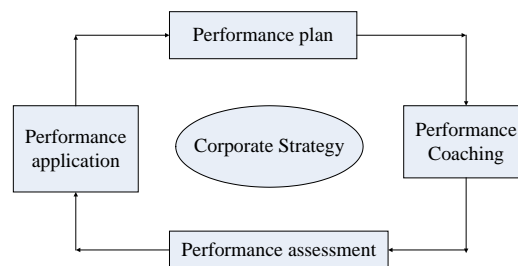 Performance plan
Performance
application
Corporate Strategy
Performance
Coaching
Performance assessment